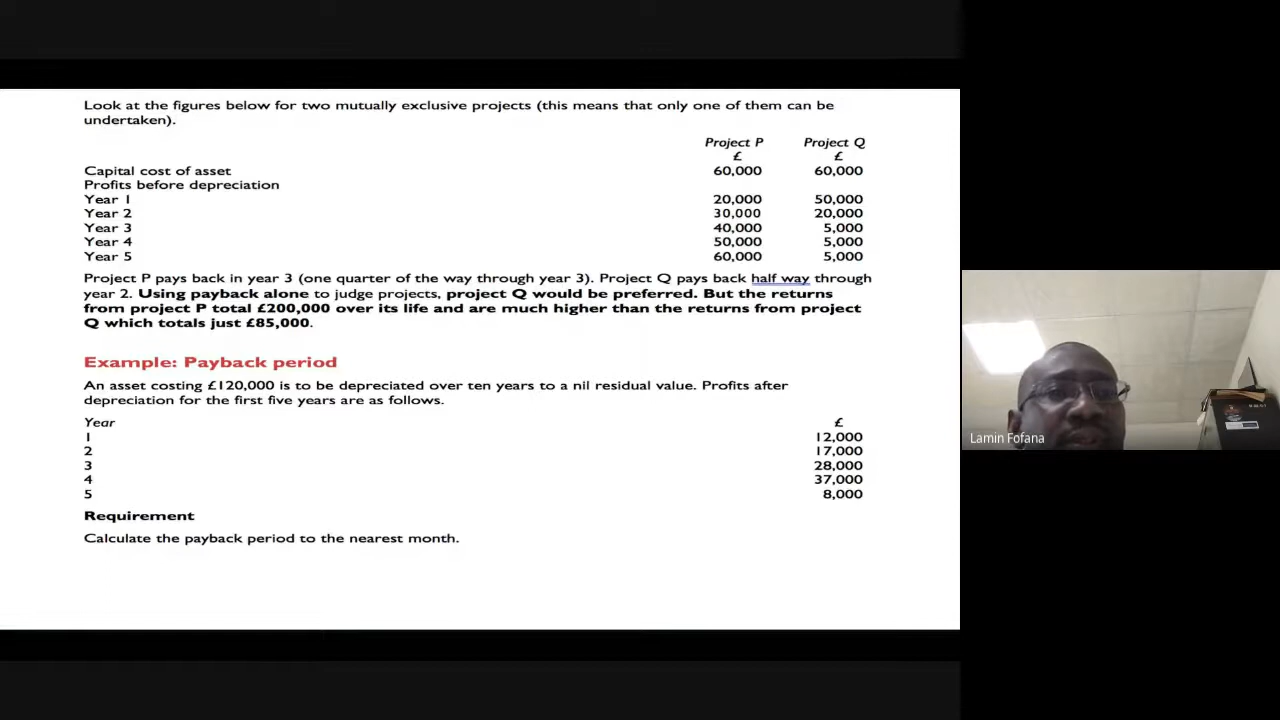 Look at the figures below for two mutually exclusive projects (this means that only one of them can be
undertaken).
Project P Project Q
£ £
Capital cost of asset 60,000 60,000
Profits before depreciation
Year 1 20,000 50,000
Year 2 30,000 20,000
Year 3 40,000 5,000
Year 4 50,000 5,000
Year 5 60,000 5,000
Project P pays back in year 3 (one quarter of the way through year 3). Project Q pays back half way through
year 2. Using payback alone to judge projects, project Q would be preferred. But the returns
from project P total £200,000 over its life and are much higher than the returns from project
Q which totals just £85,000.
Example: Payback period
An asset costing £120,000 is to be depreciated over ten years to a nil residual value. Profits after
depreciation for the first five years are as follows.
Year £
1 12,000
2 17,000
3 28,000
4 37,000
5 8,000
Requirement
Calculate the payback period to the nearest month.
Lamin Fofana